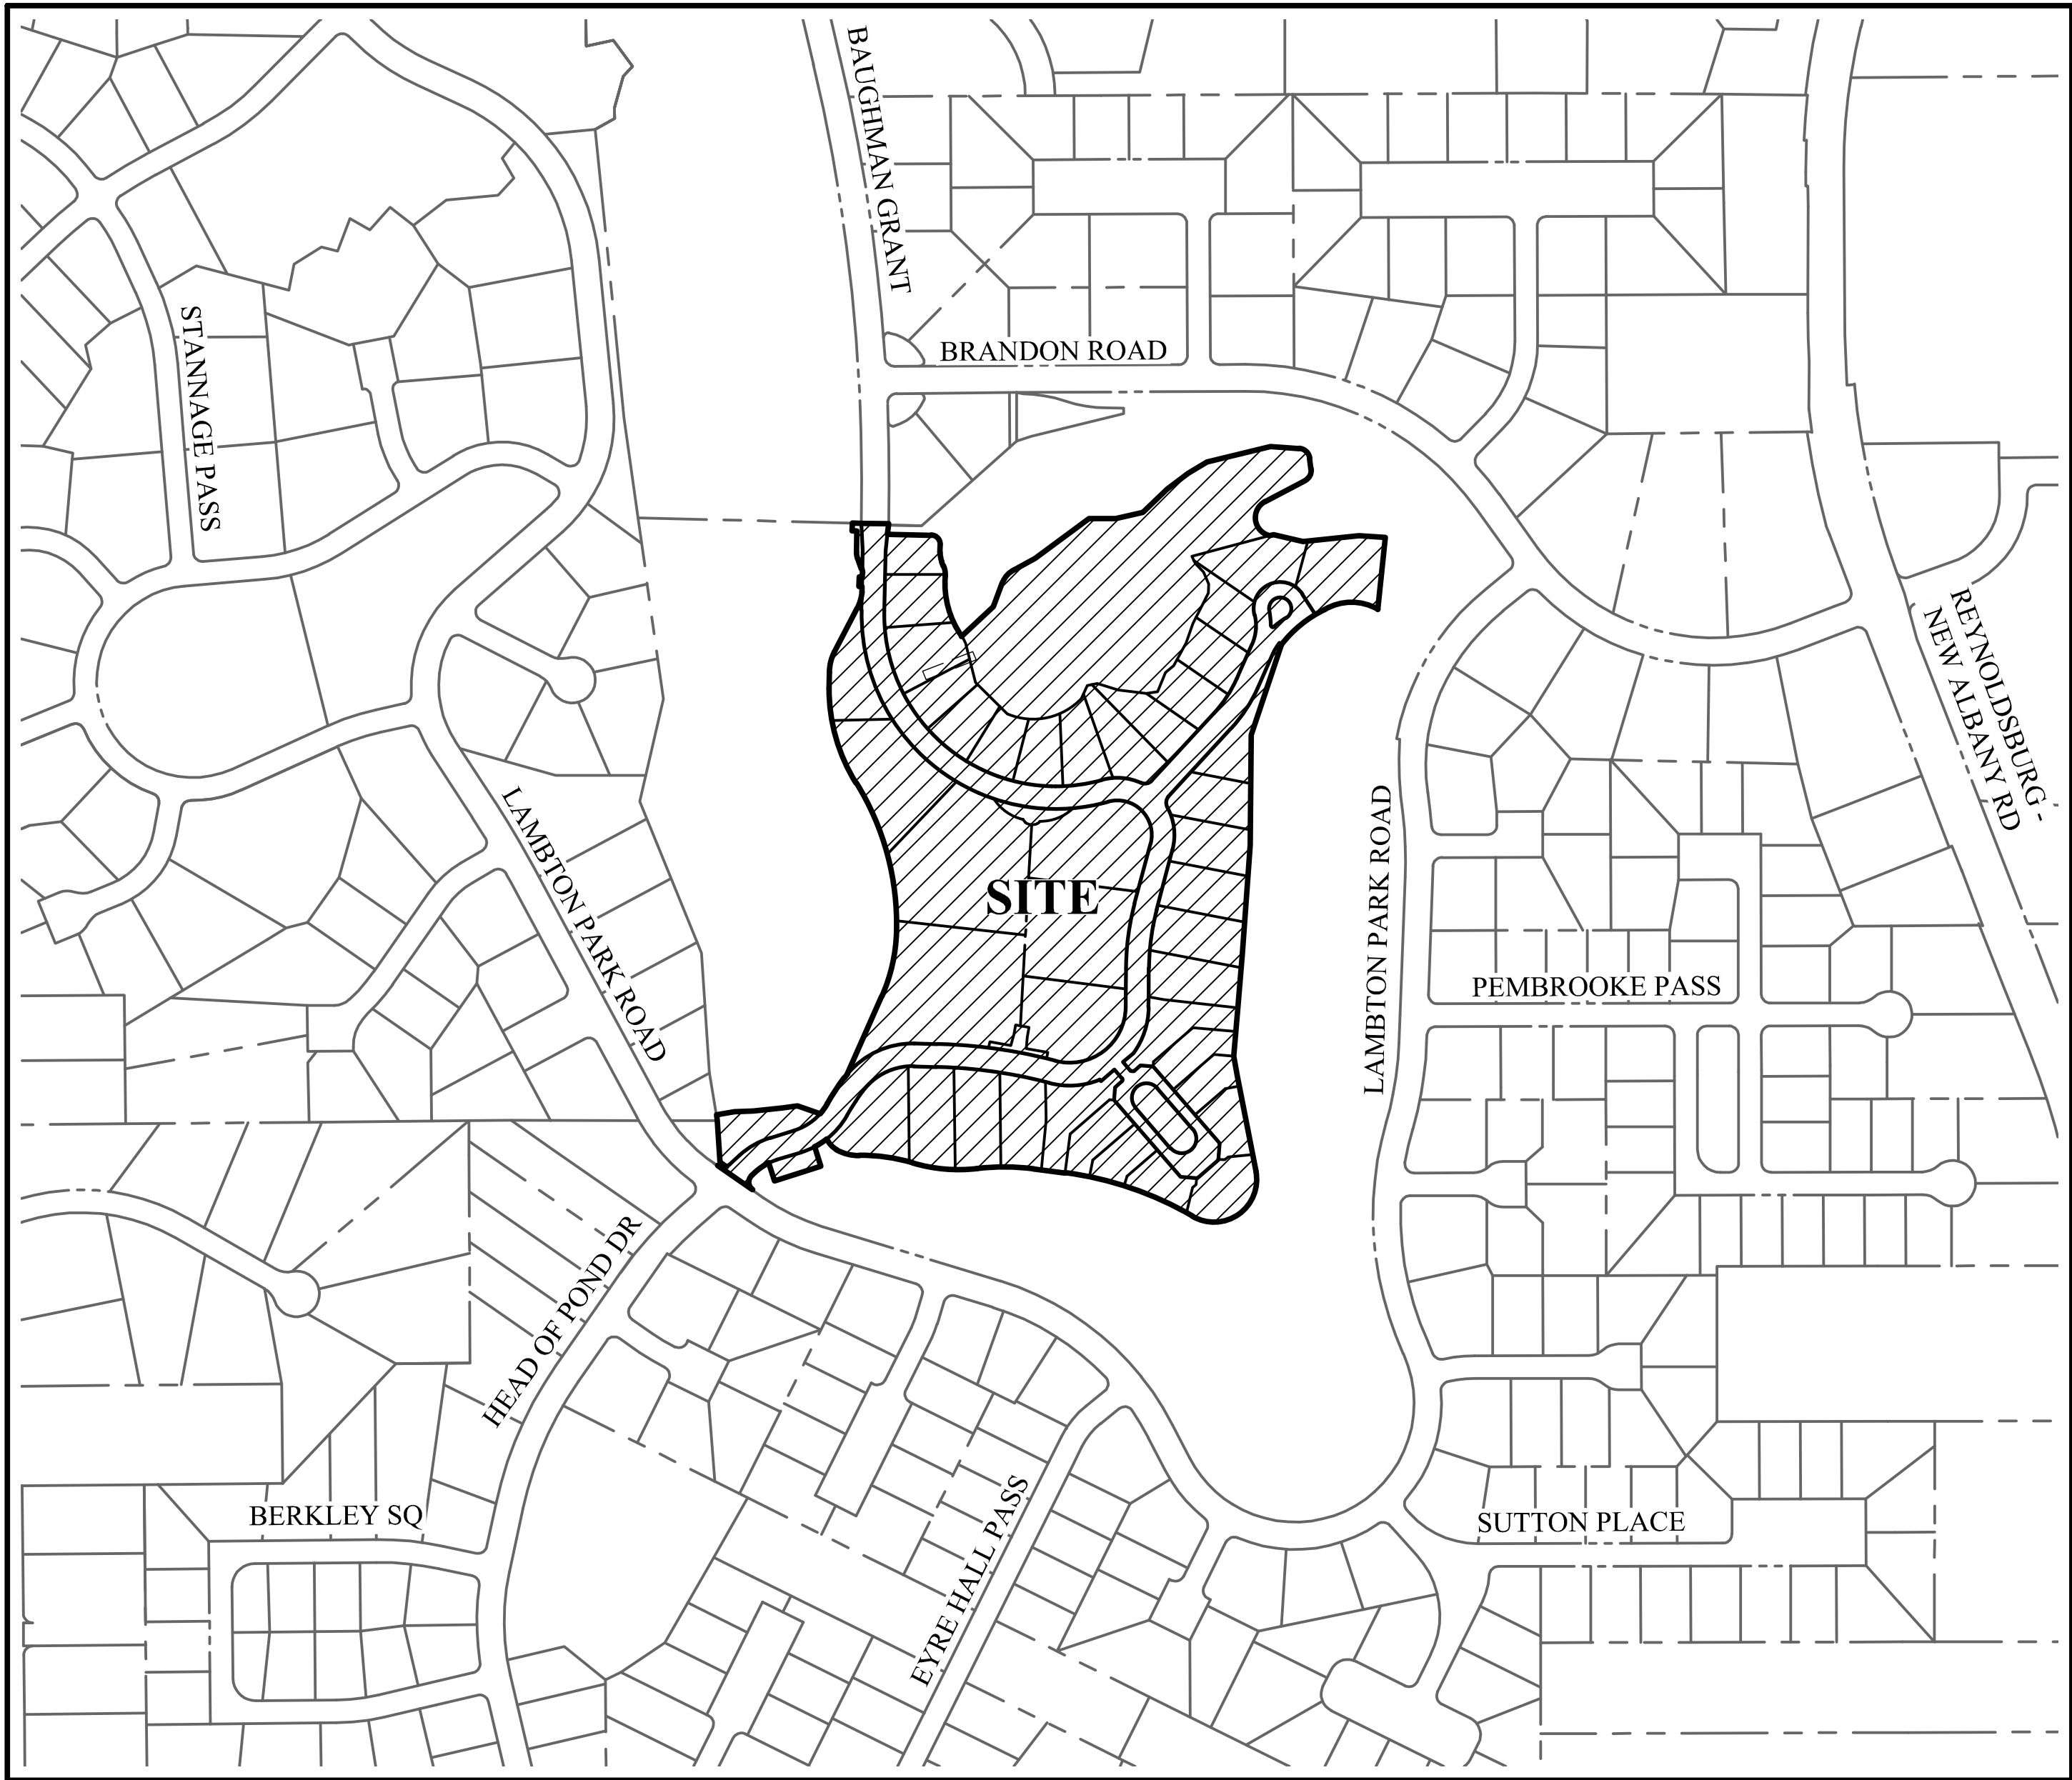 BAUGHMAN GRANT
BRANDON ROAD
STANNAGE PASS
REYNOLDSBURG -
NEW ALBANY RD
LAMBTON PARK ROAD
LAMBTON PARK ROAD
SITE
PEMBROOKE PASS
HEAD OF POND DR
EYRE HALL PASS
BERKLEY SQ
SUTTON PLACE